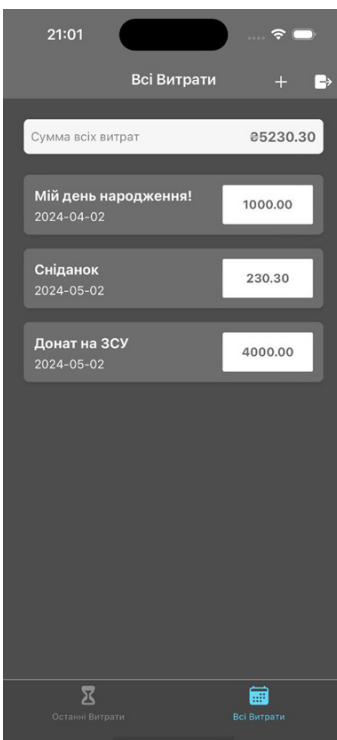 21:01
Всі Витрати
Сумма всіх витрат ₴5230.30
Мій день народження!
2024-04-02
1000.00
Сніданок
2024-05-02
230.30
Донат на ЗСУ
2024-05-02
4000.00
Останні Витрати
Всі Витрати